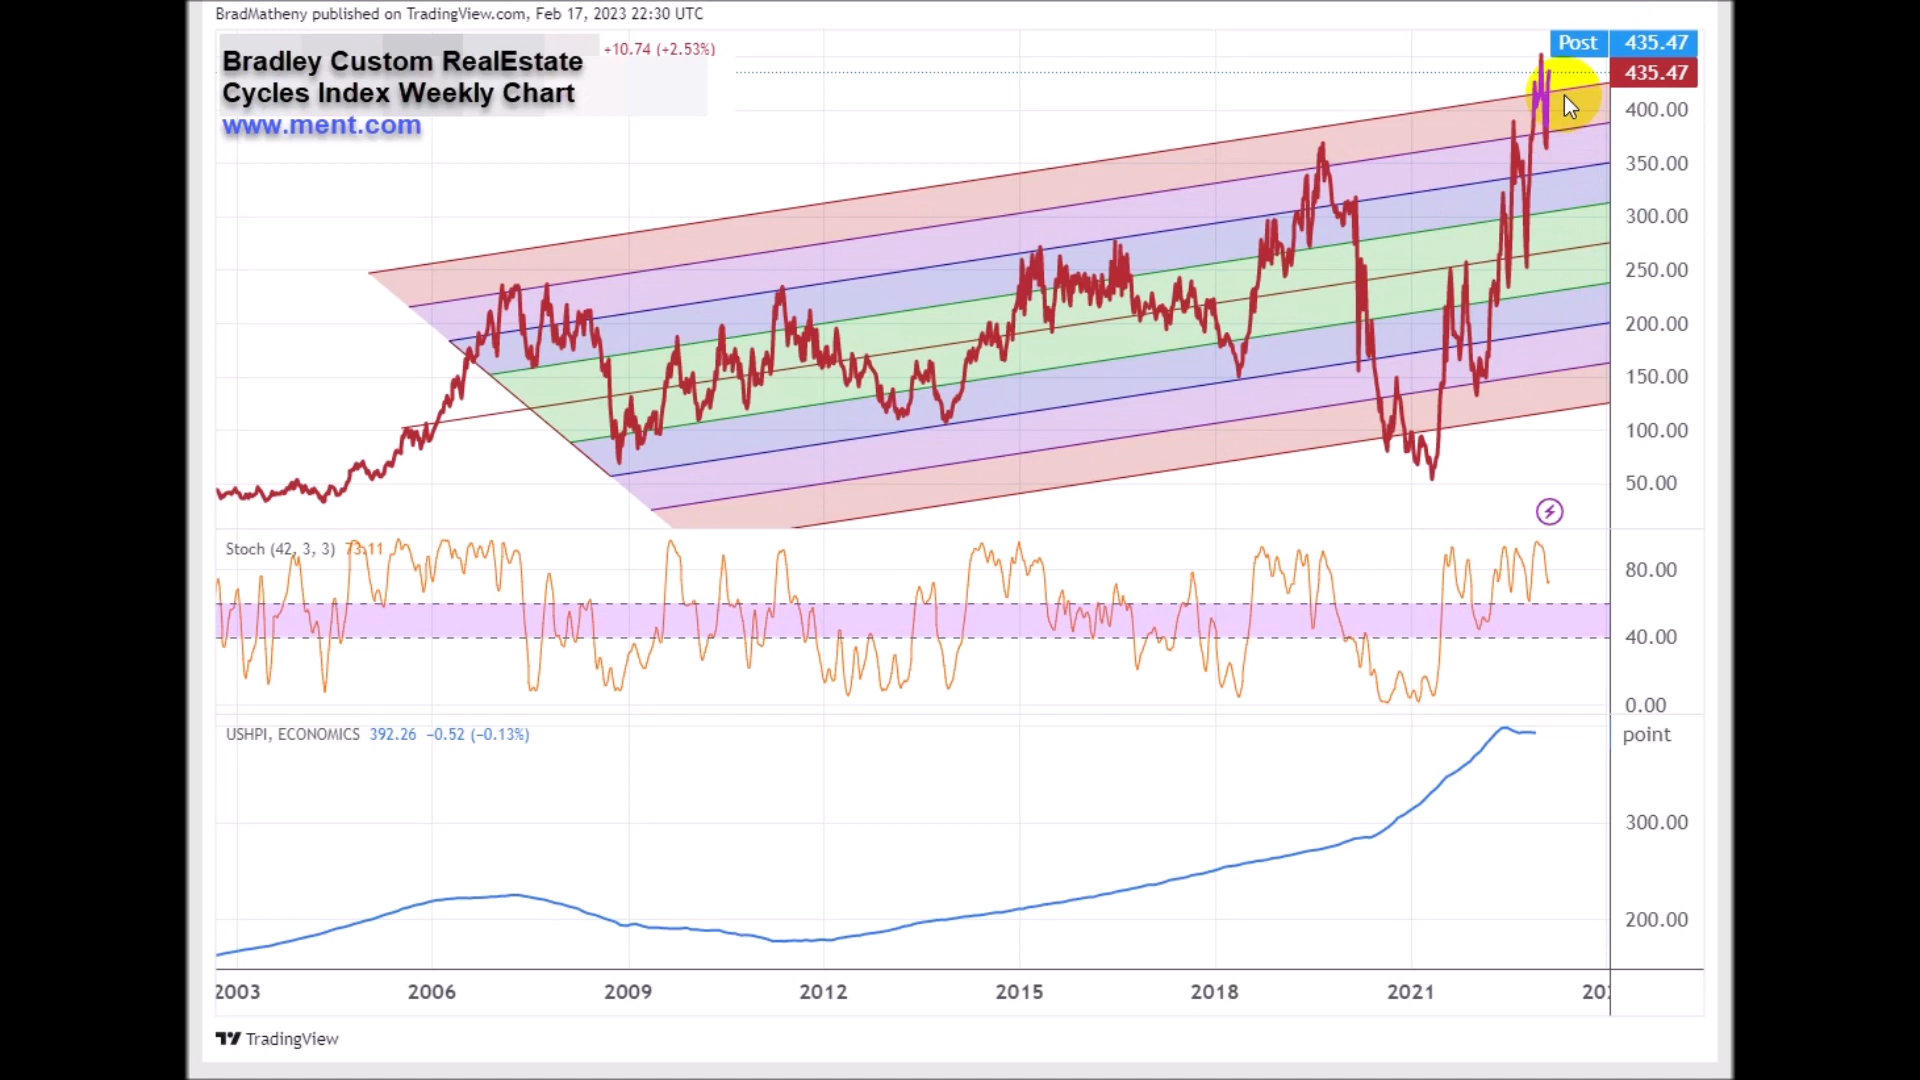 BradMatheny published on TradingView.com, Feb 17, 2023 22:30 UTC
Bradley Custom RealEstate
Cycles Index Weekly Chart
www.ment.com
+10.74 (+2.53%)
Post 435.47
435.47
400.00
350.00
300.00
250.00
200.00
150.00
100.00
50.00
Stoch (42, 3, 3) 73.11
80.00
40.00
0.00
USHPI, ECONOMICS 392.26 −0.52 (−0.13%)
point
300.00
200.00
2003 2006 2009 2012 2015 2018 2021
TradingView